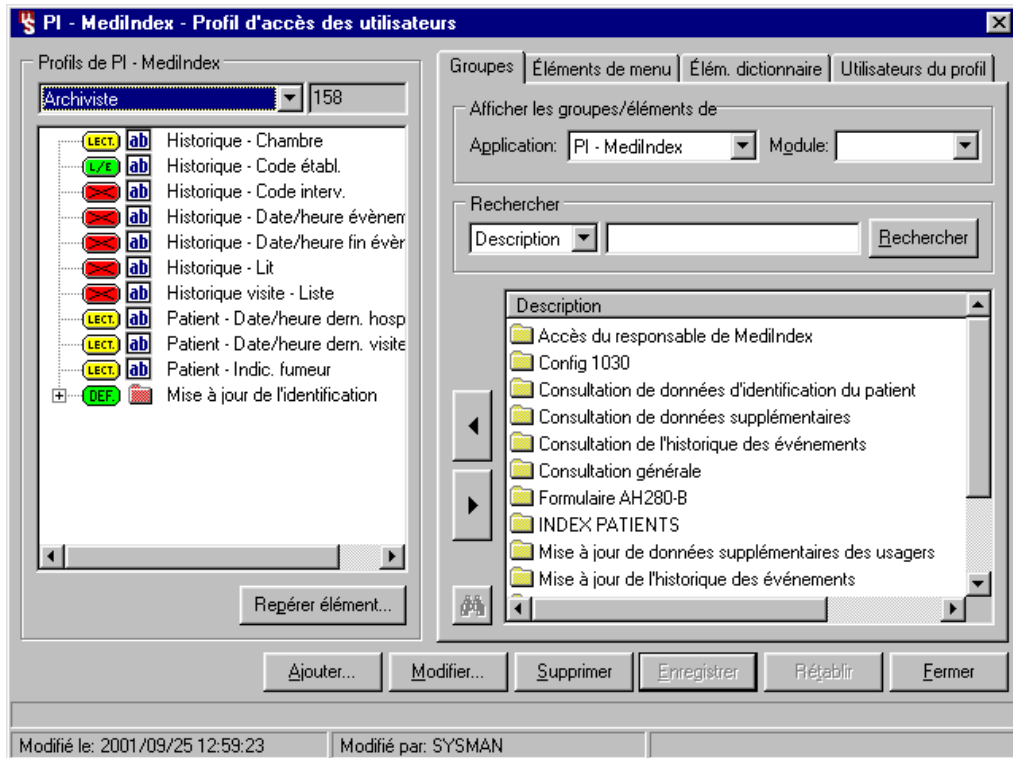 PI - MediIndex - Profil d'accès des utilisateurs
Profils de PI - MediIndex
Archiviste 158
LECT. ab Historique - Chambre
L/E ab Historique - Code établ.
ab Historique - Code interv.
ab Historique - Date/heure évènem
ab Historique - Date/heure fin évèr
ab Historique - Lit
ab Historique visite - Liste
LECT. ab Patient - Date/heure dern. hosp
LECT. ab Patient - Date/heure dern. visite
LECT. ab Patient - Indic. fumeur
DEF. Mise à jour de l'identification
Repérer élément...
Groupes Éléments de menu Élém. dictionnaire Utilisateurs du profil
Afficher les groupes/éléments de
Application: PI - MediIndex Module:
Rechercher
Description Rechercher
Description
Accès du responsable de MediIndex
Config 1030
Consultation de données d'identification du patient
Consultation de données supplémentaires
Consultation de l'historique des événements
Consultation générale
Formulaire AH280-B
INDEX PATIENTS
Mise à jour de données supplémentaires des usagers
Mise à jour de l'historique des événements
Ajouter... Modifier... Supprimer Enregistrer Rétablir Fermer
Modifié le: 2001/09/25 12:59:23 Modifié par: SYSMAN